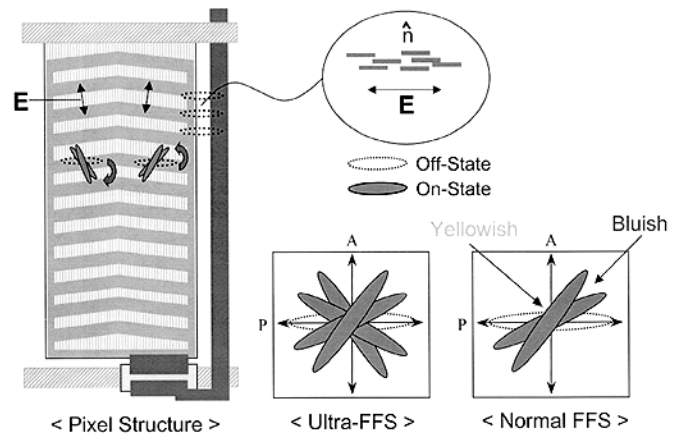 n̂
E
E
Off-State
On-State
Yellowish
Bluish
A
P
A
P
< Pixel Structure >
< Ultra-FFS >
< Normal FFS >